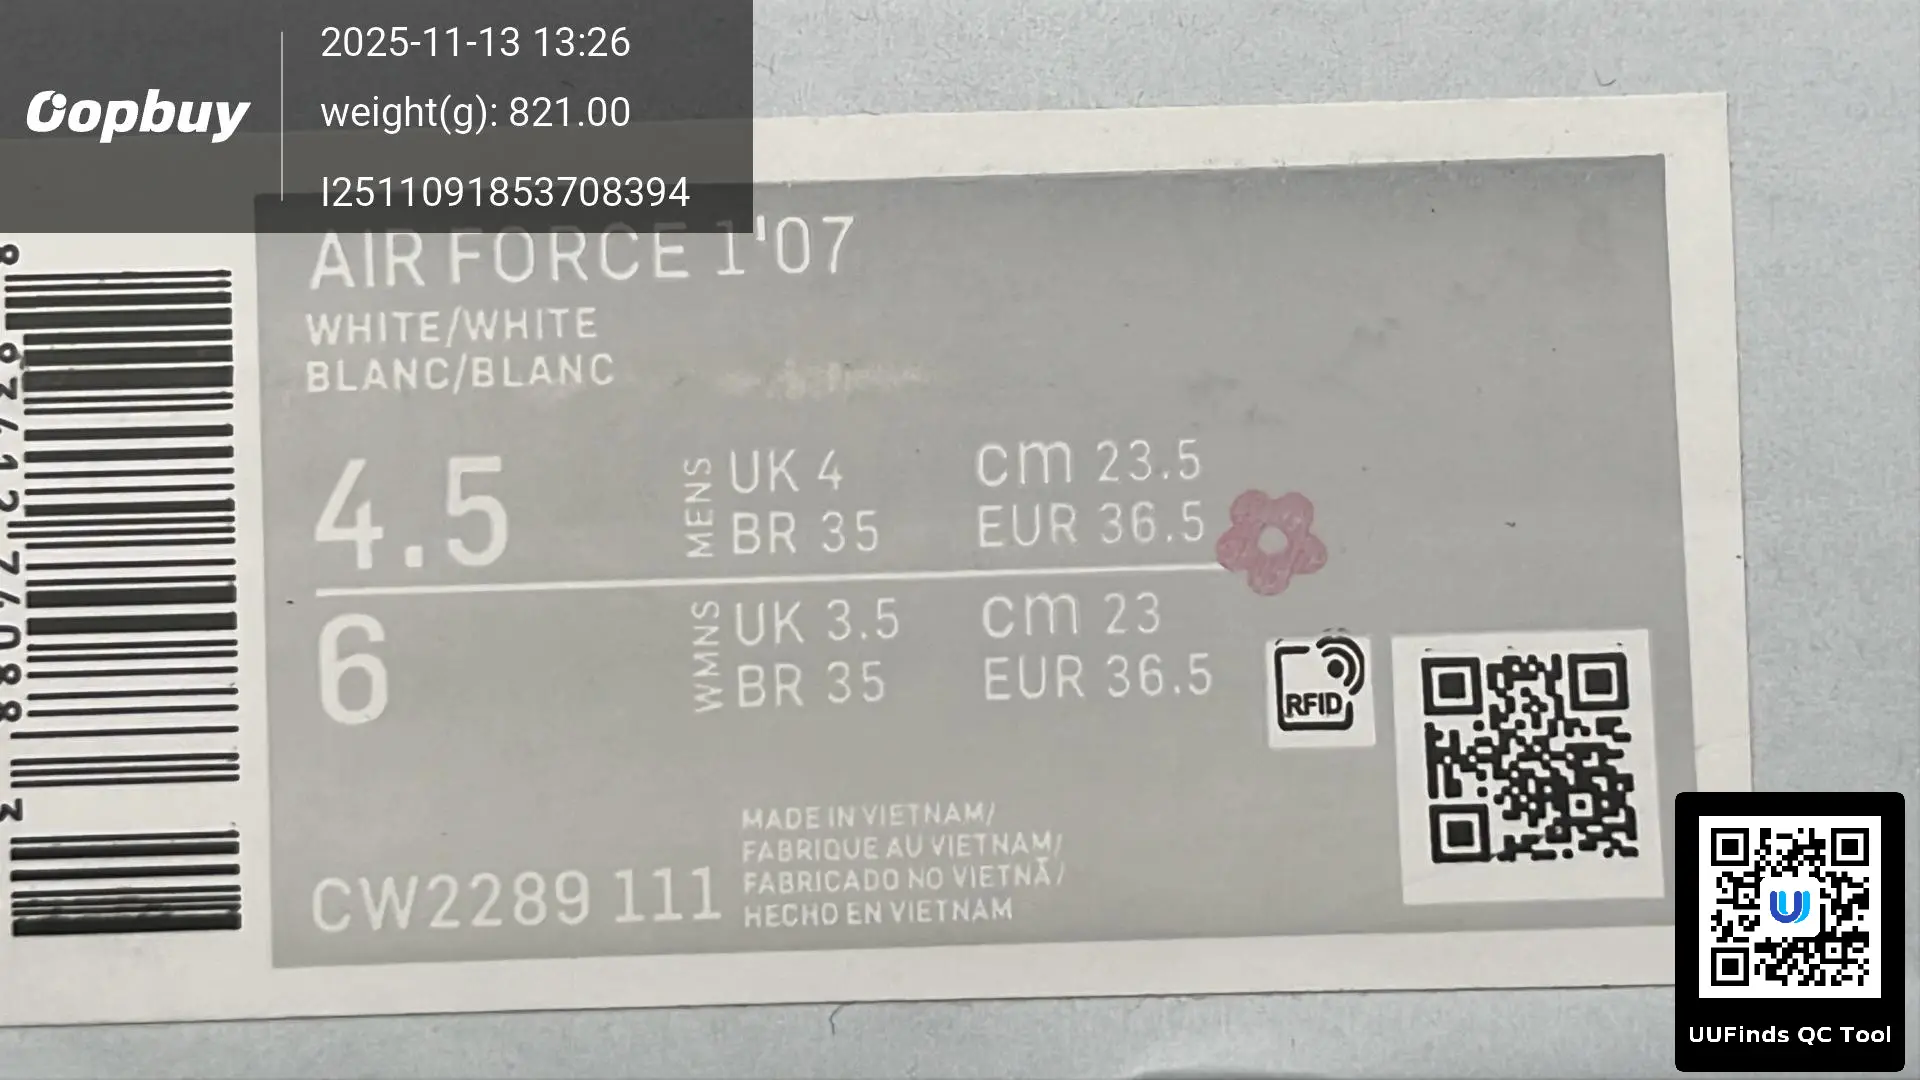 Oopbuy
2025-11-13 13:26
weight(g): 821.00
I2511091853708394
AIR FORCE 1'07
WHITE/WHITE
BLANC/BLANC
4.5
MENS
UK 4
BR 35
cm 23.5
EUR 36.5
6
WMNS
UK 3.5
BR 35
cm 23
EUR 36.5
RFID
CW2289 111
MADE IN VIETNAM/
FABRIQUE AU VIETNAM/
FABRICADO NO VIETNÃ/
HECHO EN VIETNAM
UUFinds QC Tool